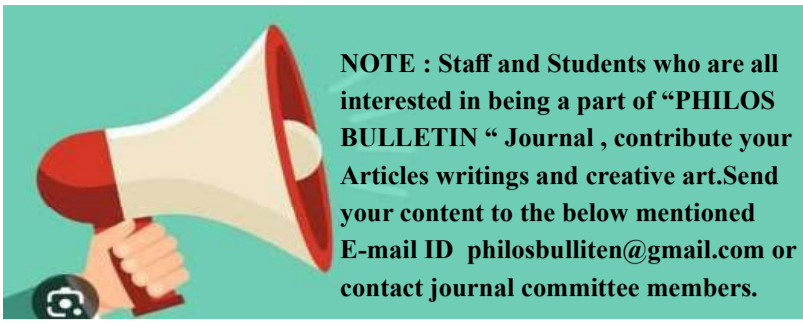 NOTE : Staff and Students who are all
interested in being a part of “PHILOS
BULLETIN “ Journal , contribute your
Articles writings and creative art.Send
your content to the below mentioned
E-mail ID  philosbulliten@gmail.com or
contact journal committee members.